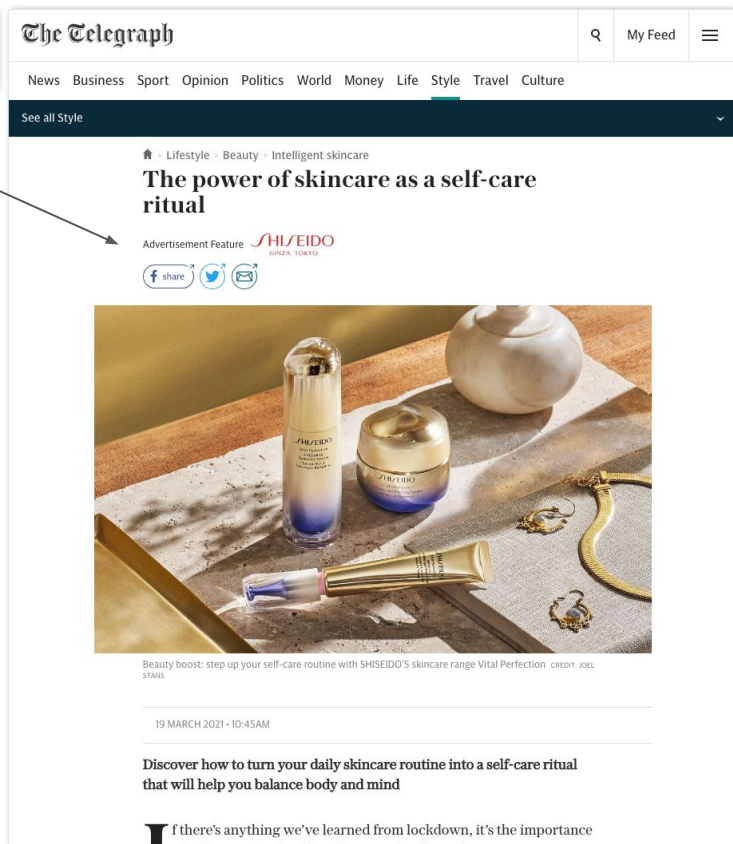 The Telegraph
My Feed
News Business Sport Opinion Politics World Money Life Style Travel Culture
See all Style
Lifestyle › Beauty › Intelligent skincare
The power of skincare as a self-care
ritual
Advertisement Feature SHISEIDO
GINZA TOKYO
f share
SHISEIDO
SHISEIDO
SHISEIDO
Beauty boost: step up your self-care routine with SHISEIDO'S skincare range Vital Perfection CREDIT: JOEL
STANS
19 MARCH 2021 • 10:45AM
Discover how to turn your daily skincare routine into a self-care ritual
that will help you balance body and mind
If there's anything we've learned from lockdown, it's the importance